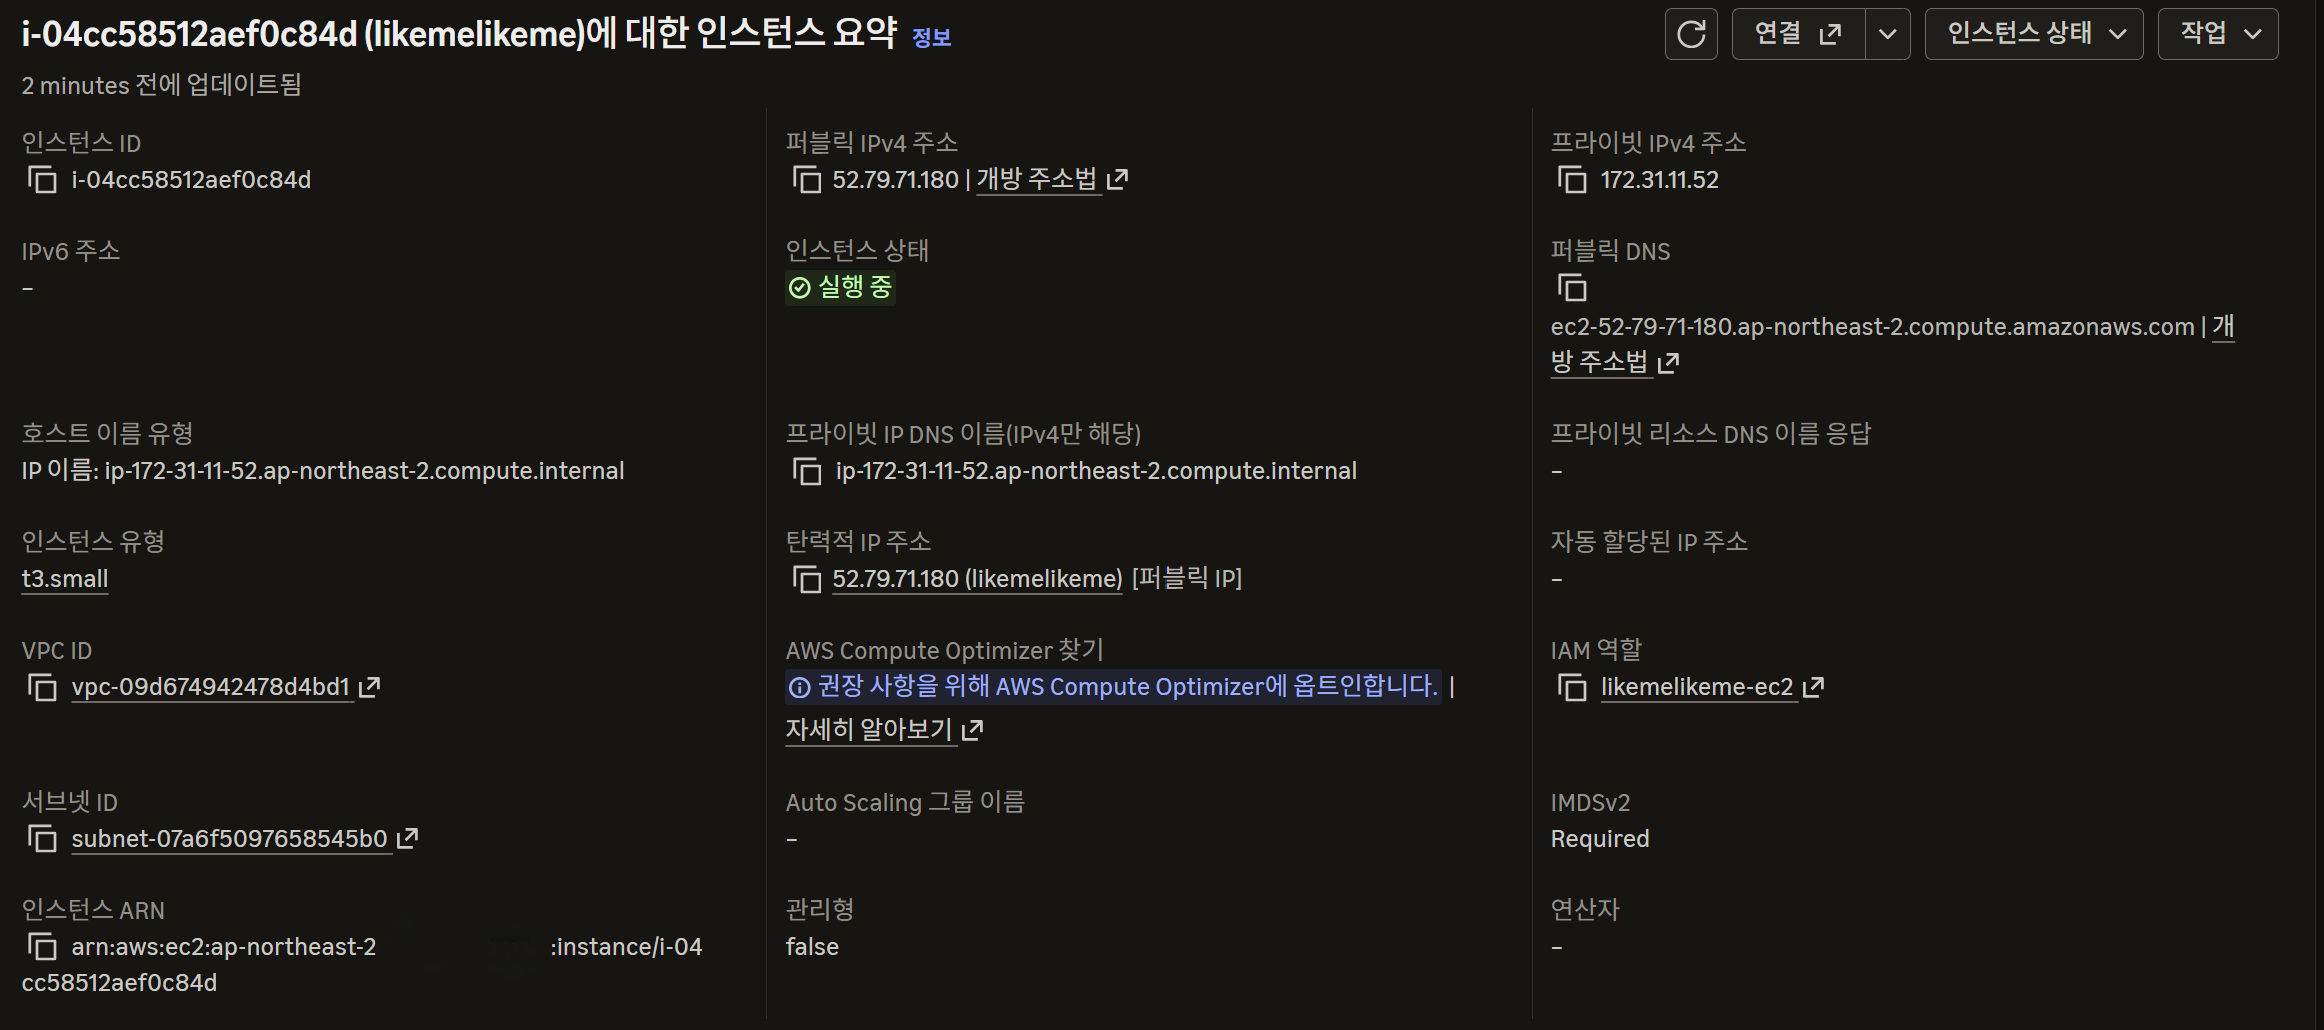 i-04cc58512aef0c84d (likemelikeme)에 대한 인스턴스 요약 정보
연결
인스턴스 상태
작업
2 minutes 전에 업데이트됨
인스턴스 ID
i-04cc58512aef0c84d
퍼블릭 IPv4 주소
52.79.71.180 | 개방 주소법
프라이빗 IPv4 주소
172.31.11.52
IPv6 주소
–
인스턴스 상태
실행 중
퍼블릭 DNS
ec2-52-79-71-180.ap-northeast-2.compute.amazonaws.com | 개
방 주소법
호스트 이름 유형
IP 이름: ip-172-31-11-52.ap-northeast-2.compute.internal
프라이빗 IP DNS 이름(IPv4만 해당)
ip-172-31-11-52.ap-northeast-2.compute.internal
프라이빗 리소스 DNS 이름 응답
–
인스턴스 유형
t3.small
탄력적 IP 주소
52.79.71.180 (likemelikeme) [퍼블릭 IP]
자동 할당된 IP 주소
–
VPC ID
vpc-09d674942478d4bd1
AWS Compute Optimizer 찾기
권장 사항을 위해 AWS Compute Optimizer에 옵트인합니다. |
자세히 알아보기
IAM 역할
likemelikeme-ec2
서브넷 ID
subnet-07a6f5097658545b0
Auto Scaling 그룹 이름
–
IMDSv2
Required
인스턴스 ARN
arn:aws:ec2:ap-northeast-2 :instance/i-04
cc58512aef0c84d
관리형
false
연산자
–